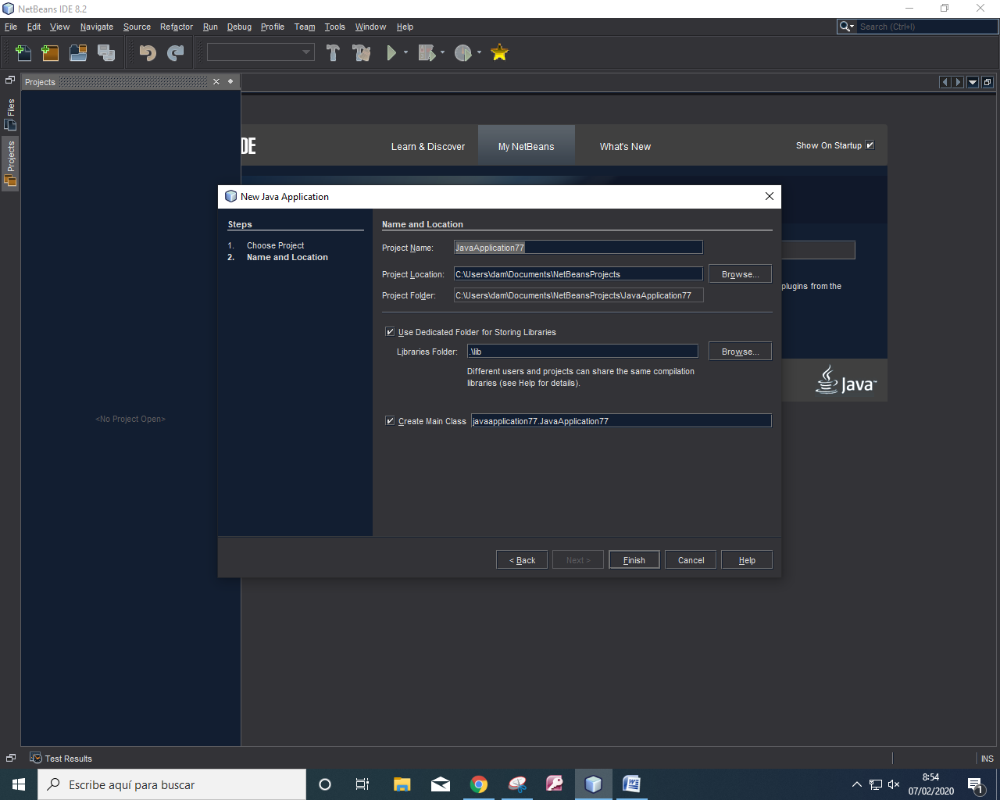 NetBeans IDE 8.2
File Edit View Navigate Source Refactor Run Debug Profile Team Tools Window Help
Search (Ctrl+I)
Projects
Files
Projects
<No Project Open>
DE
Learn & Discover
My NetBeans
What's New
Show On Startup
plugins from the
Java™
New Java Application
Steps
1. Choose Project
2. Name and Location
Name and Location
Project Name: JavaApplication77
Project Location: C:\Users\dam\Documents\NetBeansProjects Browse...
Project Folder: C:\Users\dam\Documents\NetBeansProjects\JavaApplication77
Use Dedicated Folder for Storing Libraries
Libraries Folder: .\lib Browse...
Different users and projects can share the same compilation
libraries (see Help for details).
Create Main Class javaapplication77.JavaApplication77
< Back Next > Finish Cancel Help
Test Results
INS
Escribe aquí para buscar
8:54
07/02/2020
1